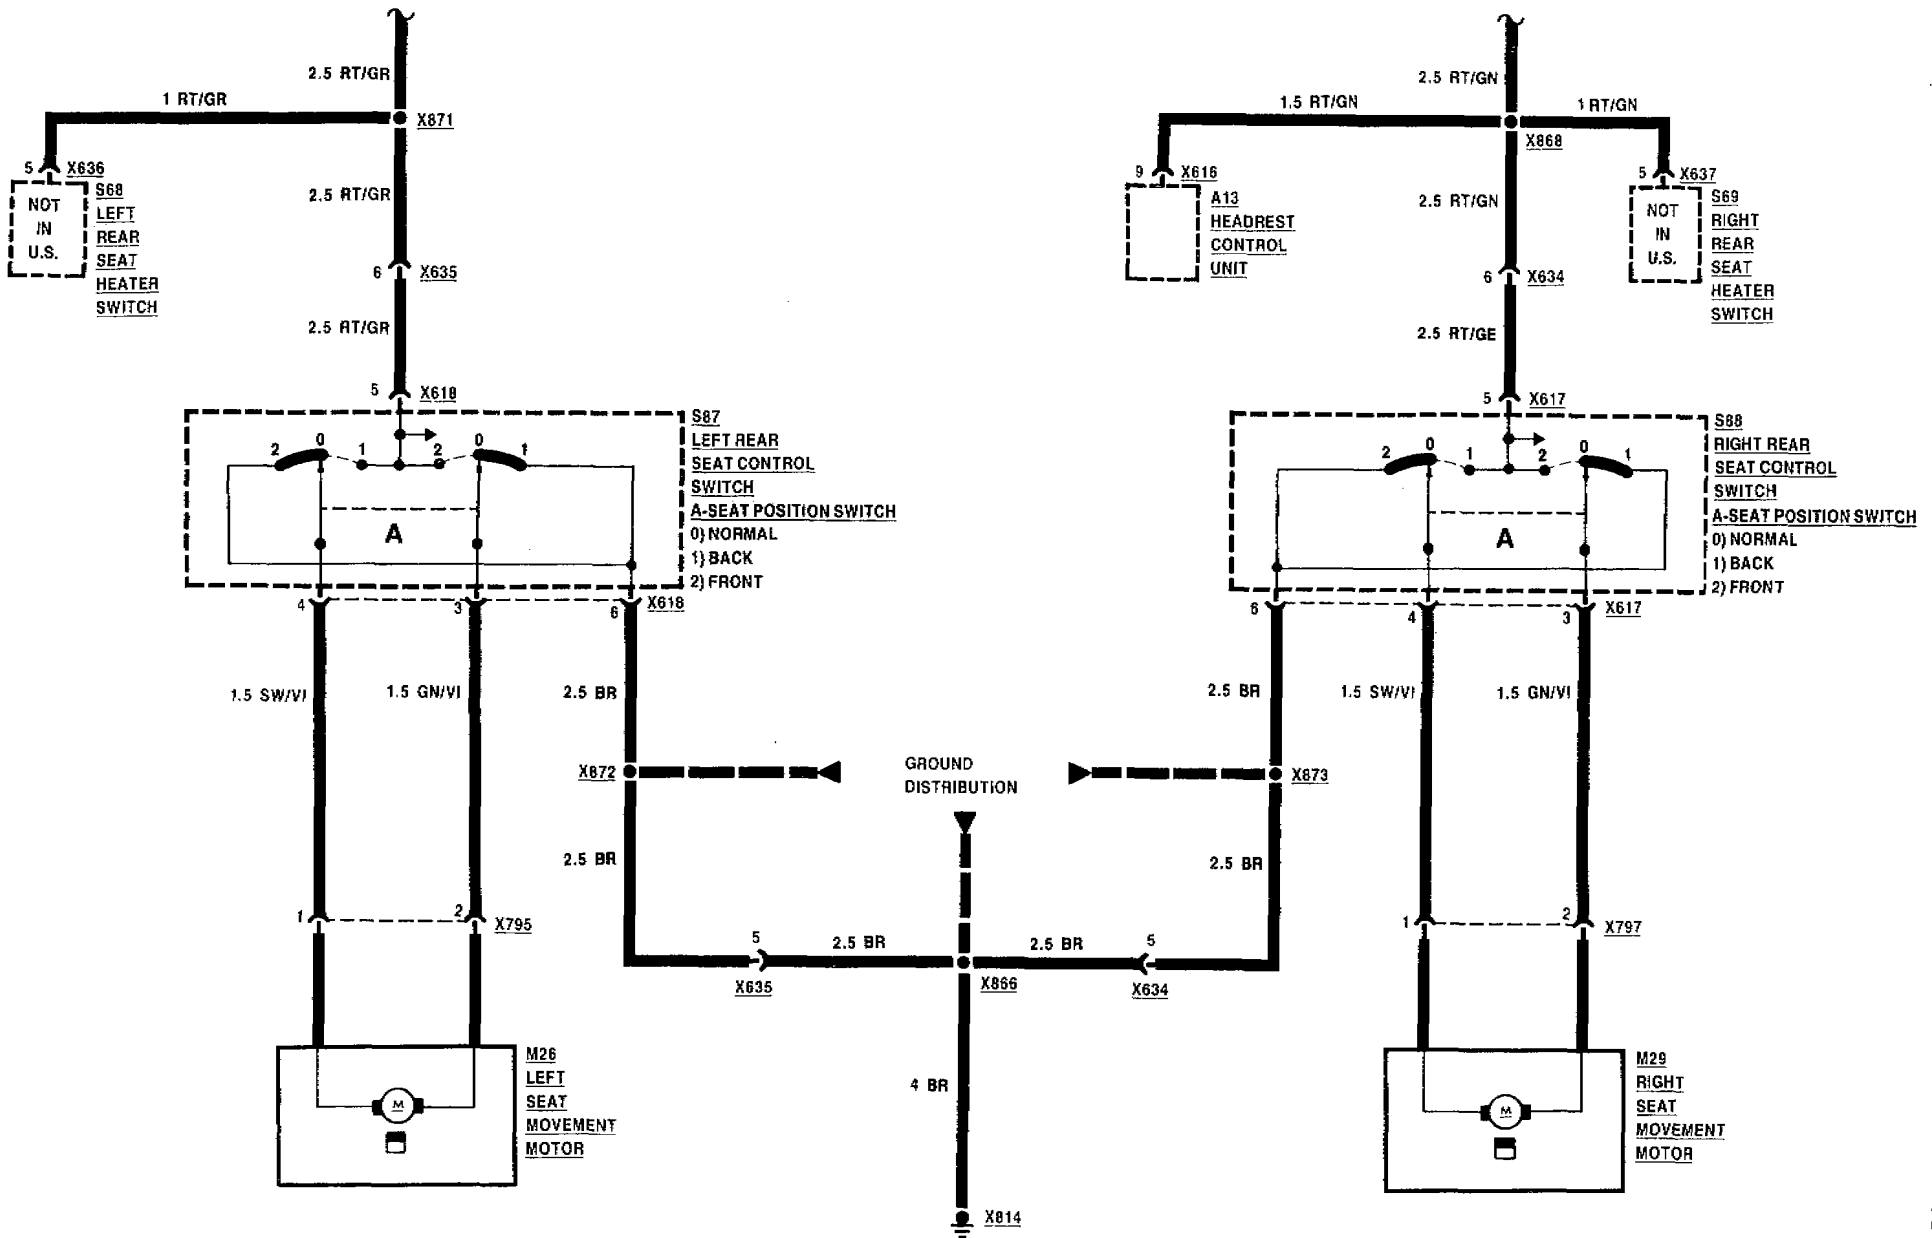 2.5 RT/GR
1 RT/GR
X871
5
X636
NOT
IN
U.S.
S68
LEFT
REAR
SEAT
HEATER
SWITCH
2.5 RT/GR
6
X635
2.5 RT/GR
5
X618
2.5 RT/GN
1.5 RT/GN
1 RT/GN
X868
9
X616
A13
HEADREST
CONTROL
UNIT
2.5 RT/GN
5
X637
NOT
IN
U.S.
S69
RIGHT
REAR
SEAT
HEATER
SWITCH
6
X634
2.5 RT/GE
5
X617
2
0
1
2
0
1
A
S87
LEFT REAR
SEAT CONTROL
SWITCH
A-SEAT POSITION SWITCH
0) NORMAL
1) BACK
2) FRONT
4
3
6
X618
2
0
1
2
0
1
A
S88
RIGHT REAR
SEAT CONTROL
SWITCH
A-SEAT POSITION SWITCH
0) NORMAL
1) BACK
2) FRONT
6
4
3
X617
1.5 SW/VI
1.5 GN/VI
2.5 BR
2.5 BR
1.5 SW/VI
1.5 GN/VI
X872
GROUND
DISTRIBUTION
X873
2.5 BR
2.5 BR
1
2
X795
5
2.5 BR
2.5 BR
5
1
2
X797
X635
X866
X634
M26
LEFT
SEAT
MOVEMENT
MOTOR
M
4 BR
M29
RIGHT
SEAT
MOVEMENT
MOTOR
M
X814